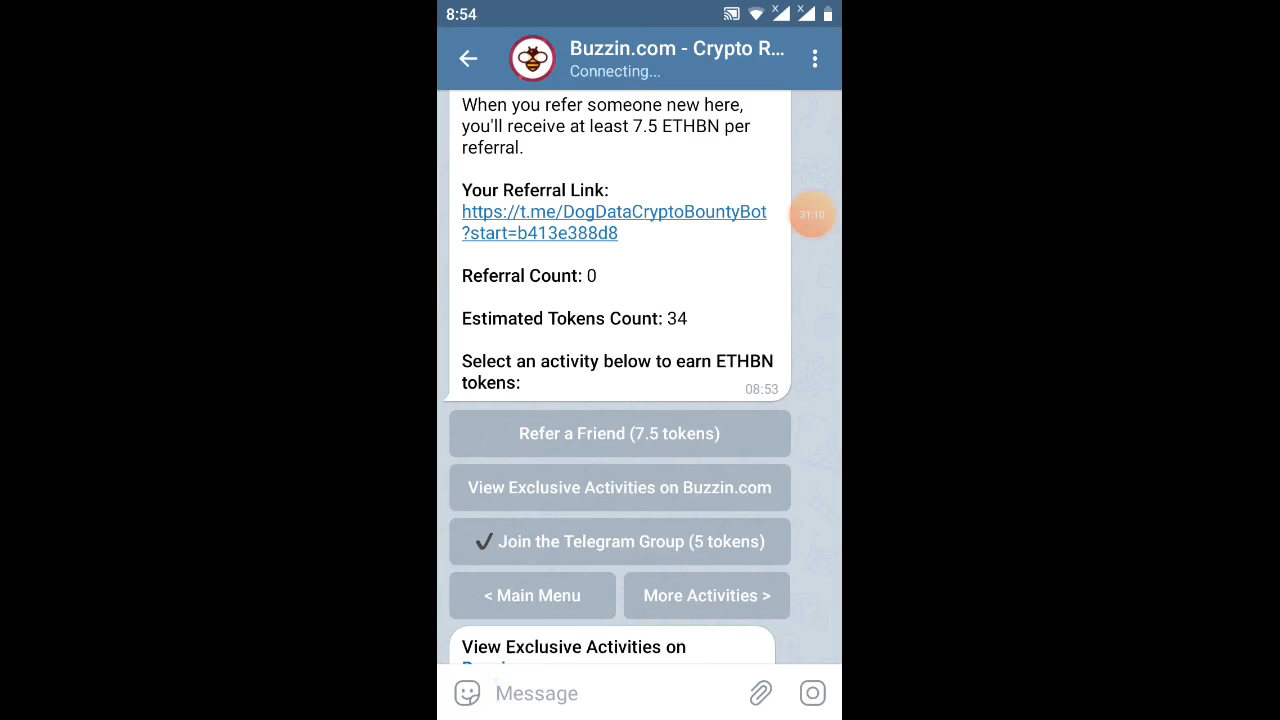 8:54
Buzzin.com - Crypto R...
Connecting...
When you refer someone new here,
you'll receive at least 7.5 ETHBN per
referral.
Your Referral Link:
https://t.me/DogDataCryptoBountyBot
?start=b413e388d8
31:10
Referral Count: 0
Estimated Tokens Count: 34
Select an activity below to earn ETHBN
tokens:
08:53
Refer a Friend (7.5 tokens)
View Exclusive Activities on Buzzin.com
✔ Join the Telegram Group (5 tokens)
< Main Menu
More Activities >
View Exclusive Activities on
Message